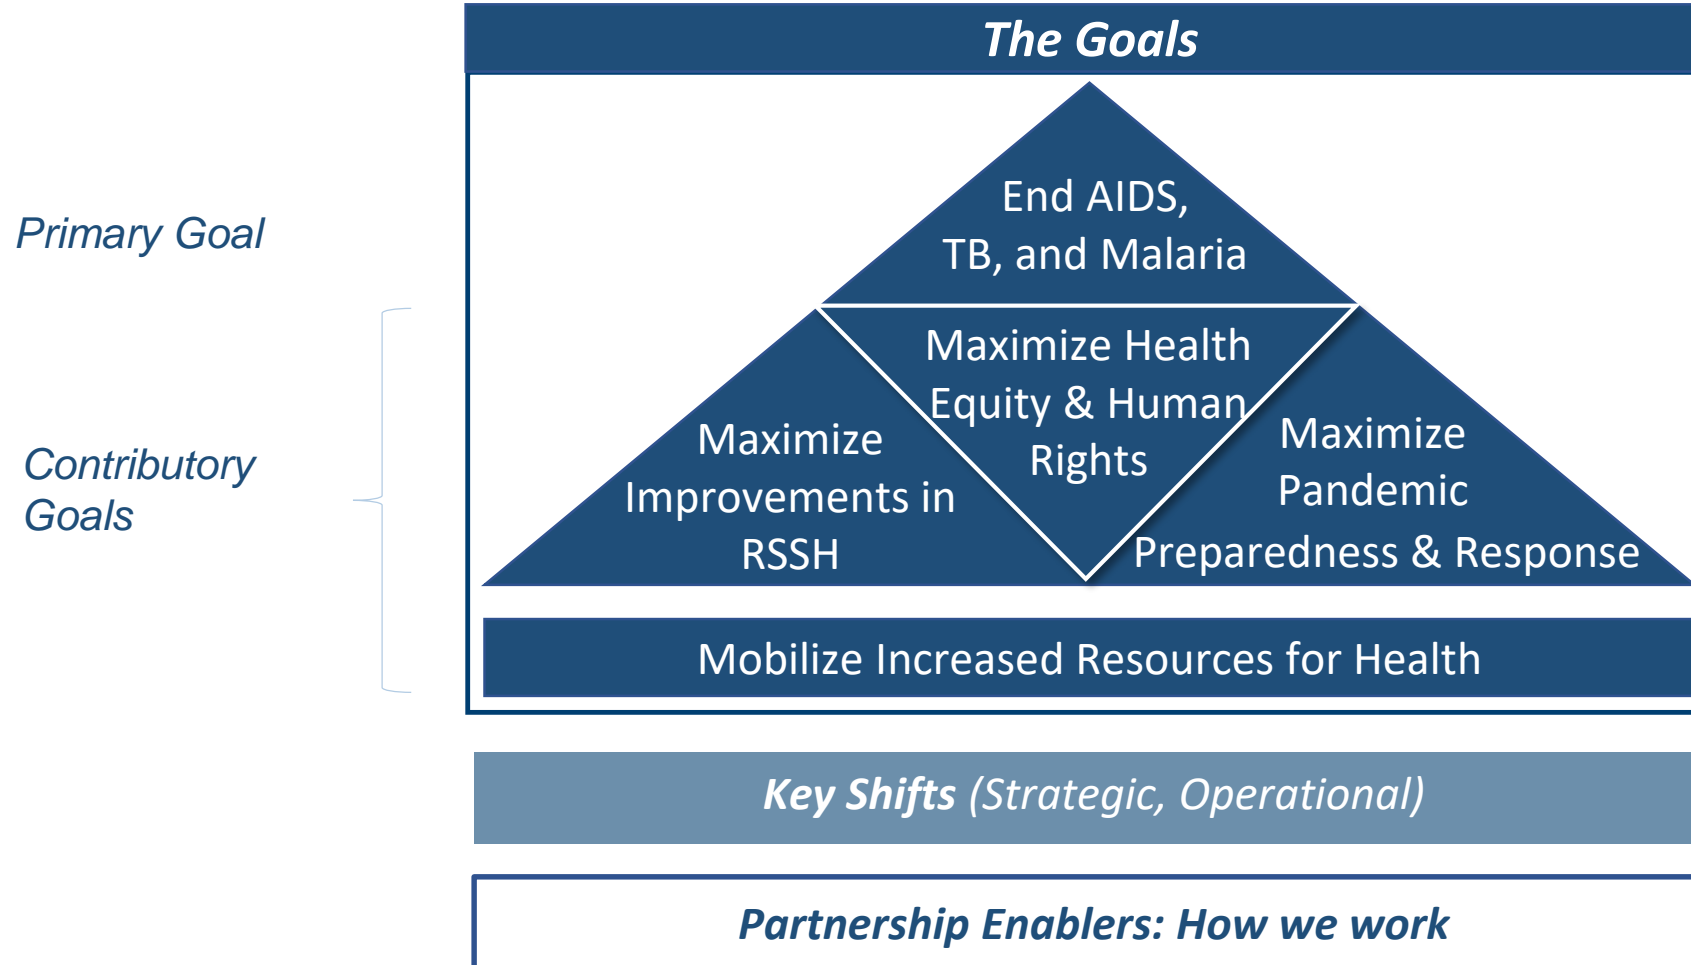 The Goals
Primary Goal
End AIDS,
TB, and Malaria
Contributory
Goals
Maximize Health
Equity & Human
Rights
Maximize
Improvements in
RSSH
Maximize
Pandemic
Preparedness & Response
Mobilize Increased Resources for Health
Key Shifts (Strategic, Operational)
Partnership Enablers: How we work